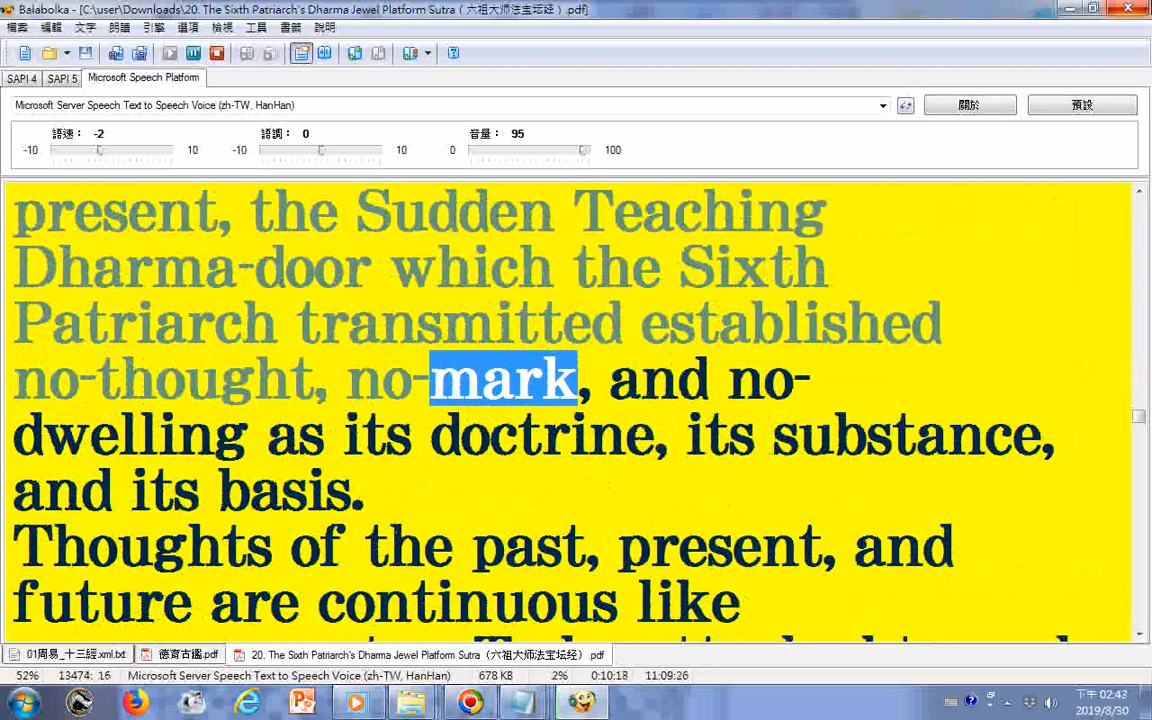 Balabolka - [C:\user\Downloads\20. The Sixth Patriarch's Dharma Jewel Platform Sutra（六祖大师法宝坛经）.pdf]
檔案 編輯 文字 朗讀 引擎 選項 檢視 工具 書籤 說明
SAPI 4 SAPI 5 Microsoft Speech Platform
Microsoft Server Speech Text to Speech Voice (zh-TW, HanHan) 關於 預設
語速： -2 語調： 0 音量： 95
-10 10 -10 10 0 100
present, the Sudden Teaching
Dharma-door which the Sixth
Patriarch transmitted established
no-thought, no-mark, and no-
dwelling as its doctrine, its substance,
and its basis.
Thoughts of the past, present, and
future are continuous like
01周易_十三經.xml.txt 德育古鑑.pdf 20. The Sixth Patriarch's Dharma Jewel Platform Sutra（六祖大师法宝坛经）.pdf
52% 13474: 16 Microsoft Server Speech Text to Speech Voice (zh-TW, HanHan) 678 KB 2% 0:10:18 11:09:26
下午 02:43
2019/8/30